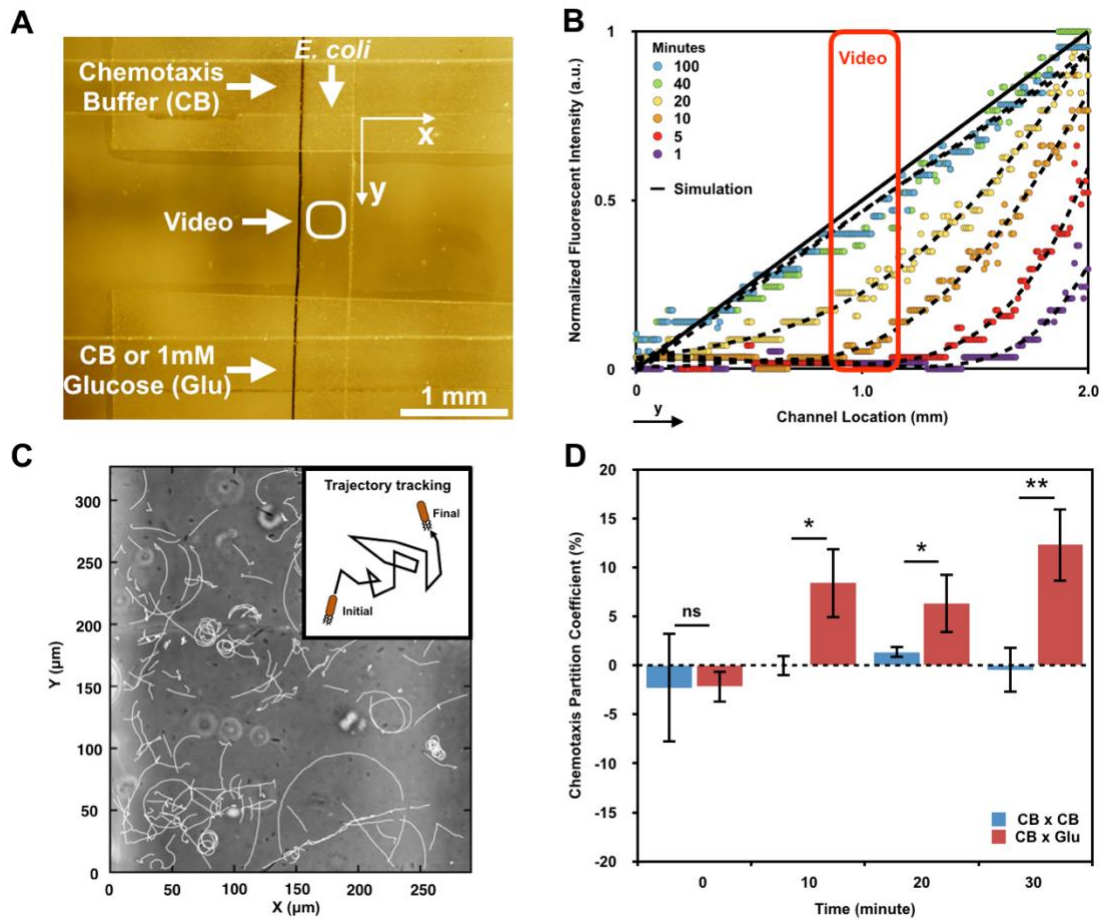 A
E. coli
Chemotaxis
Buffer (CB)
x
y
Video
CB or 1mM
Glucose (Glu)
1 mm
B
Normalized Fluorescent Intensity (a.u.)
1
0.5
0
Minutes
100
40
20
10
5
1
Simulation
Video
0
1.0
2.0
y
Channel Location (mm)
C
Y (µm)
300
250
200
150
100
50
0
Trajectory tracking
Final
Initial
0
50
100
150
200
250
X (µm)
D
Chemotaxis Partition Coefficient (%)
20
15
10
5
0
-5
-10
-15
-20
ns
*
*
**
CB x CB
CB x Glu
0
10
20
30
Time (minute)